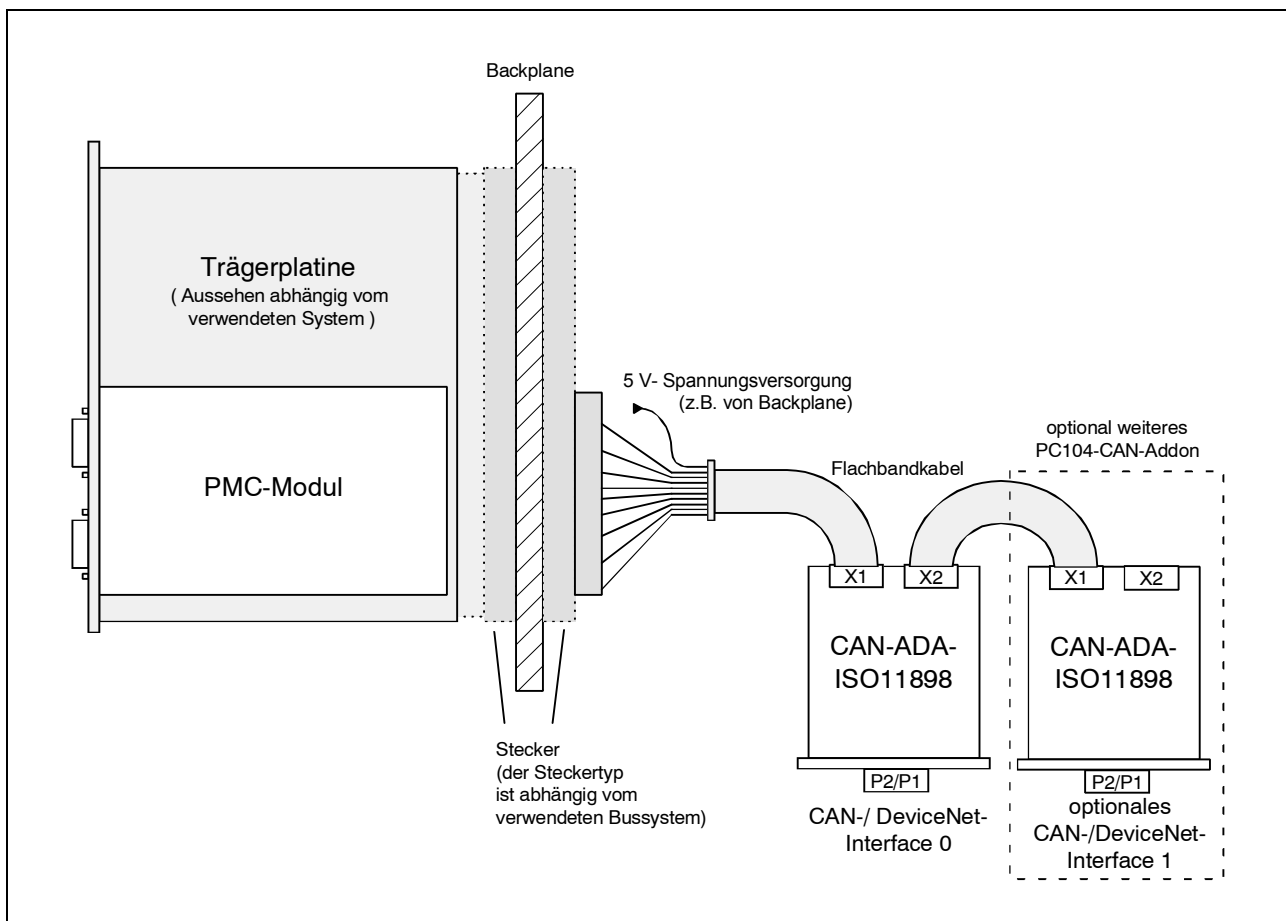 Backplane
Trägerplatine
( Aussehen abhängig vom
verwendeten System )
PMC-Modul
5 V- Spannungsversorgung
(z.B. von Backplane)
Flachbandkabel
optional weiteres
PC104-CAN-Addon
X1
X2
X1
X2
CAN-ADA-
ISO11898
CAN-ADA-
ISO11898
Stecker
(der Steckertyp
ist abhängig vom
verwendeten Bussystem)
P2/P1
CAN-/ DeviceNet-
Interface 0
P2/P1
optionales
CAN-/DeviceNet-
Interface 1